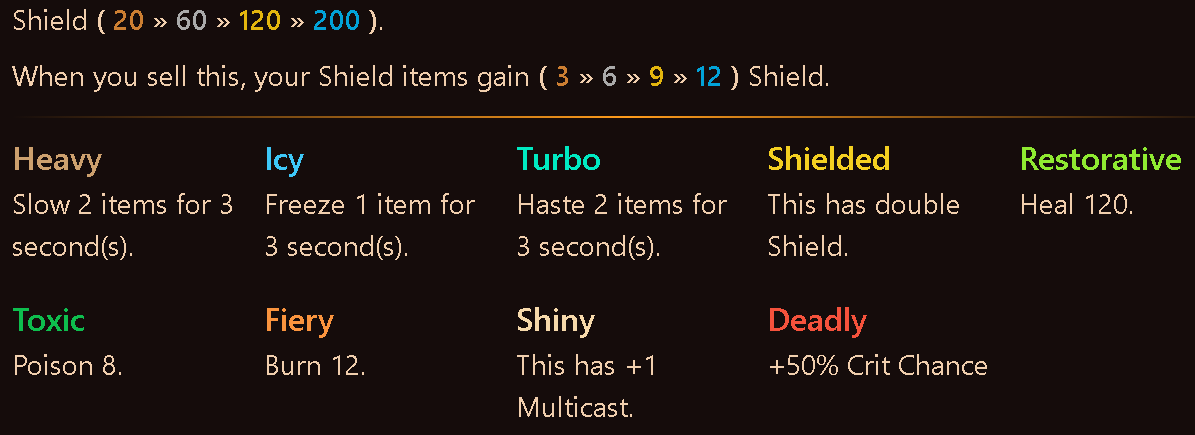 Shield ( 20 » 60 » 120 » 200 ).
When you sell this, your Shield items gain ( 3 » 6 » 9 » 12 ) Shield.
Heavy
Slow 2 items for 3
second(s).
Icy
Freeze 1 item for
3 second(s).
Turbo
Haste 2 items for
3 second(s).
Shielded
This has double
Shield.
Restorative
Heal 120.
Toxic
Poison 8.
Fiery
Burn 12.
Shiny
This has +1
Multicast.
Deadly
+50% Crit Chance